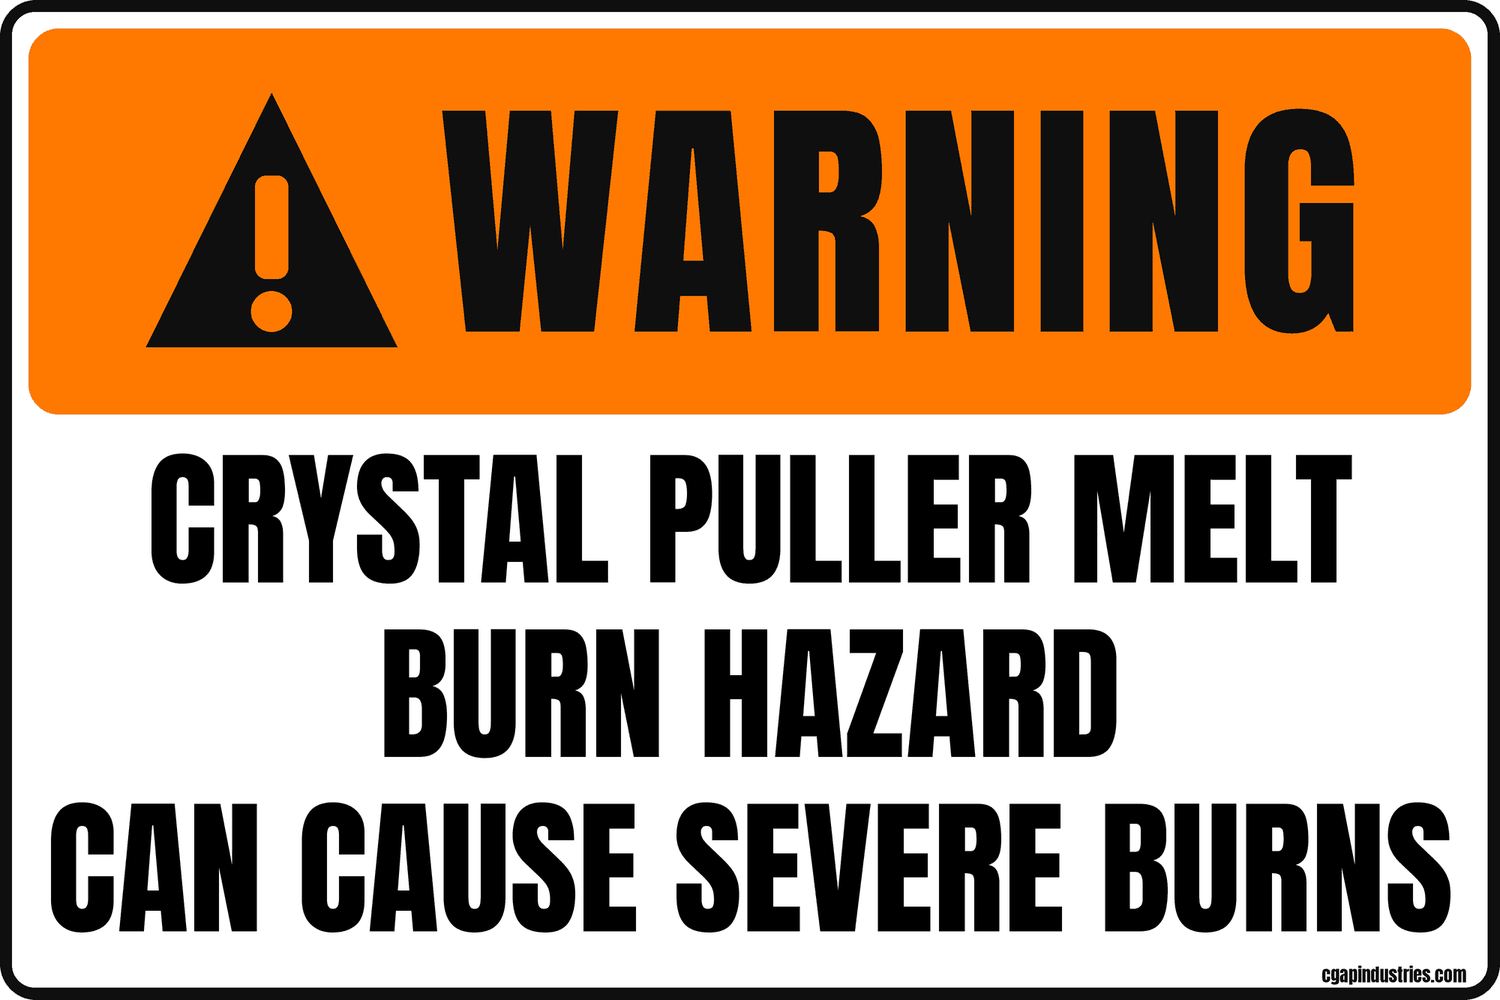 WARNING
CRYSTAL PULLER MELT
BURN HAZARD
CAN CAUSE SEVERE BURNS
cgapindustries.com